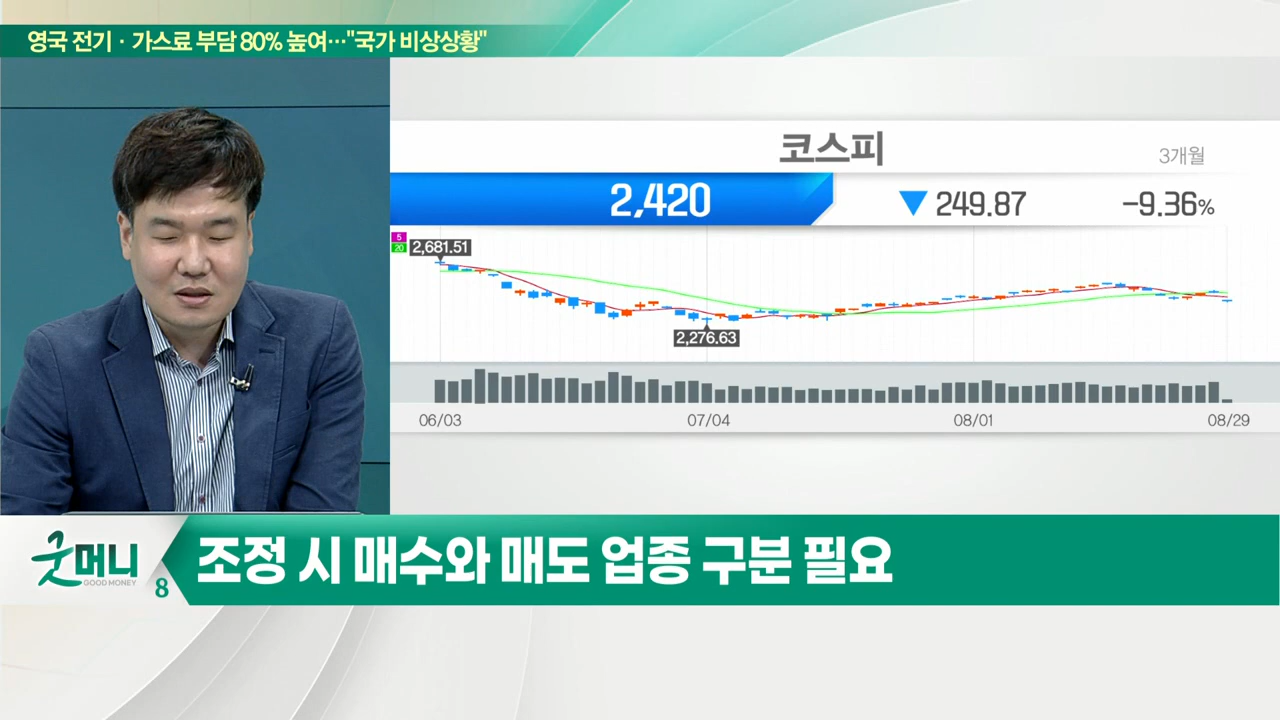 영국 전기 · 가스료 부담 80% 높여…"국가 비상상황"
코스피
3개월
2,420 ▼ 249.87 -9.36%
5
20
2,681.51
2,276.63
06/03 07/04 08/01 08/29
굿머니
GOOD MONEY
8
조정 시 매수와 매도 업종 구분 필요